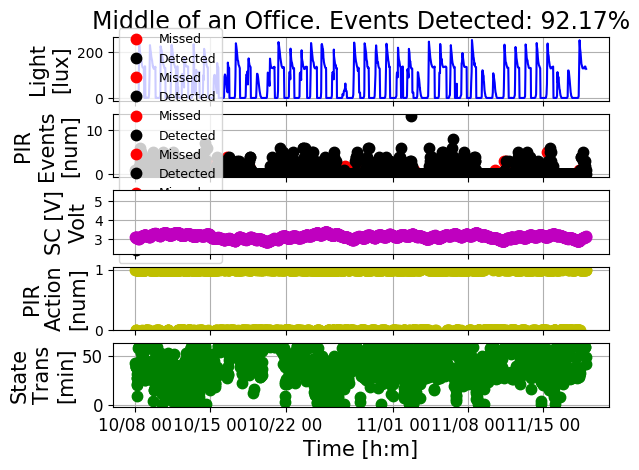 Middle of an Office. Events Detected: 92.17%
Light
[lux]
200
0
Missed
Detected
Missed
Detected
Missed
Detected
Missed
Detected
Missed
PIR
Events
[num]
10
0
SC [V]
Volt
5
4
3
PIR
Action
[num]
1
0
State
Trans
[min]
50
0
10/08 00 10/15 00 10/22 00 11/01 00 11/08 00 11/15 00
Time [h:m]